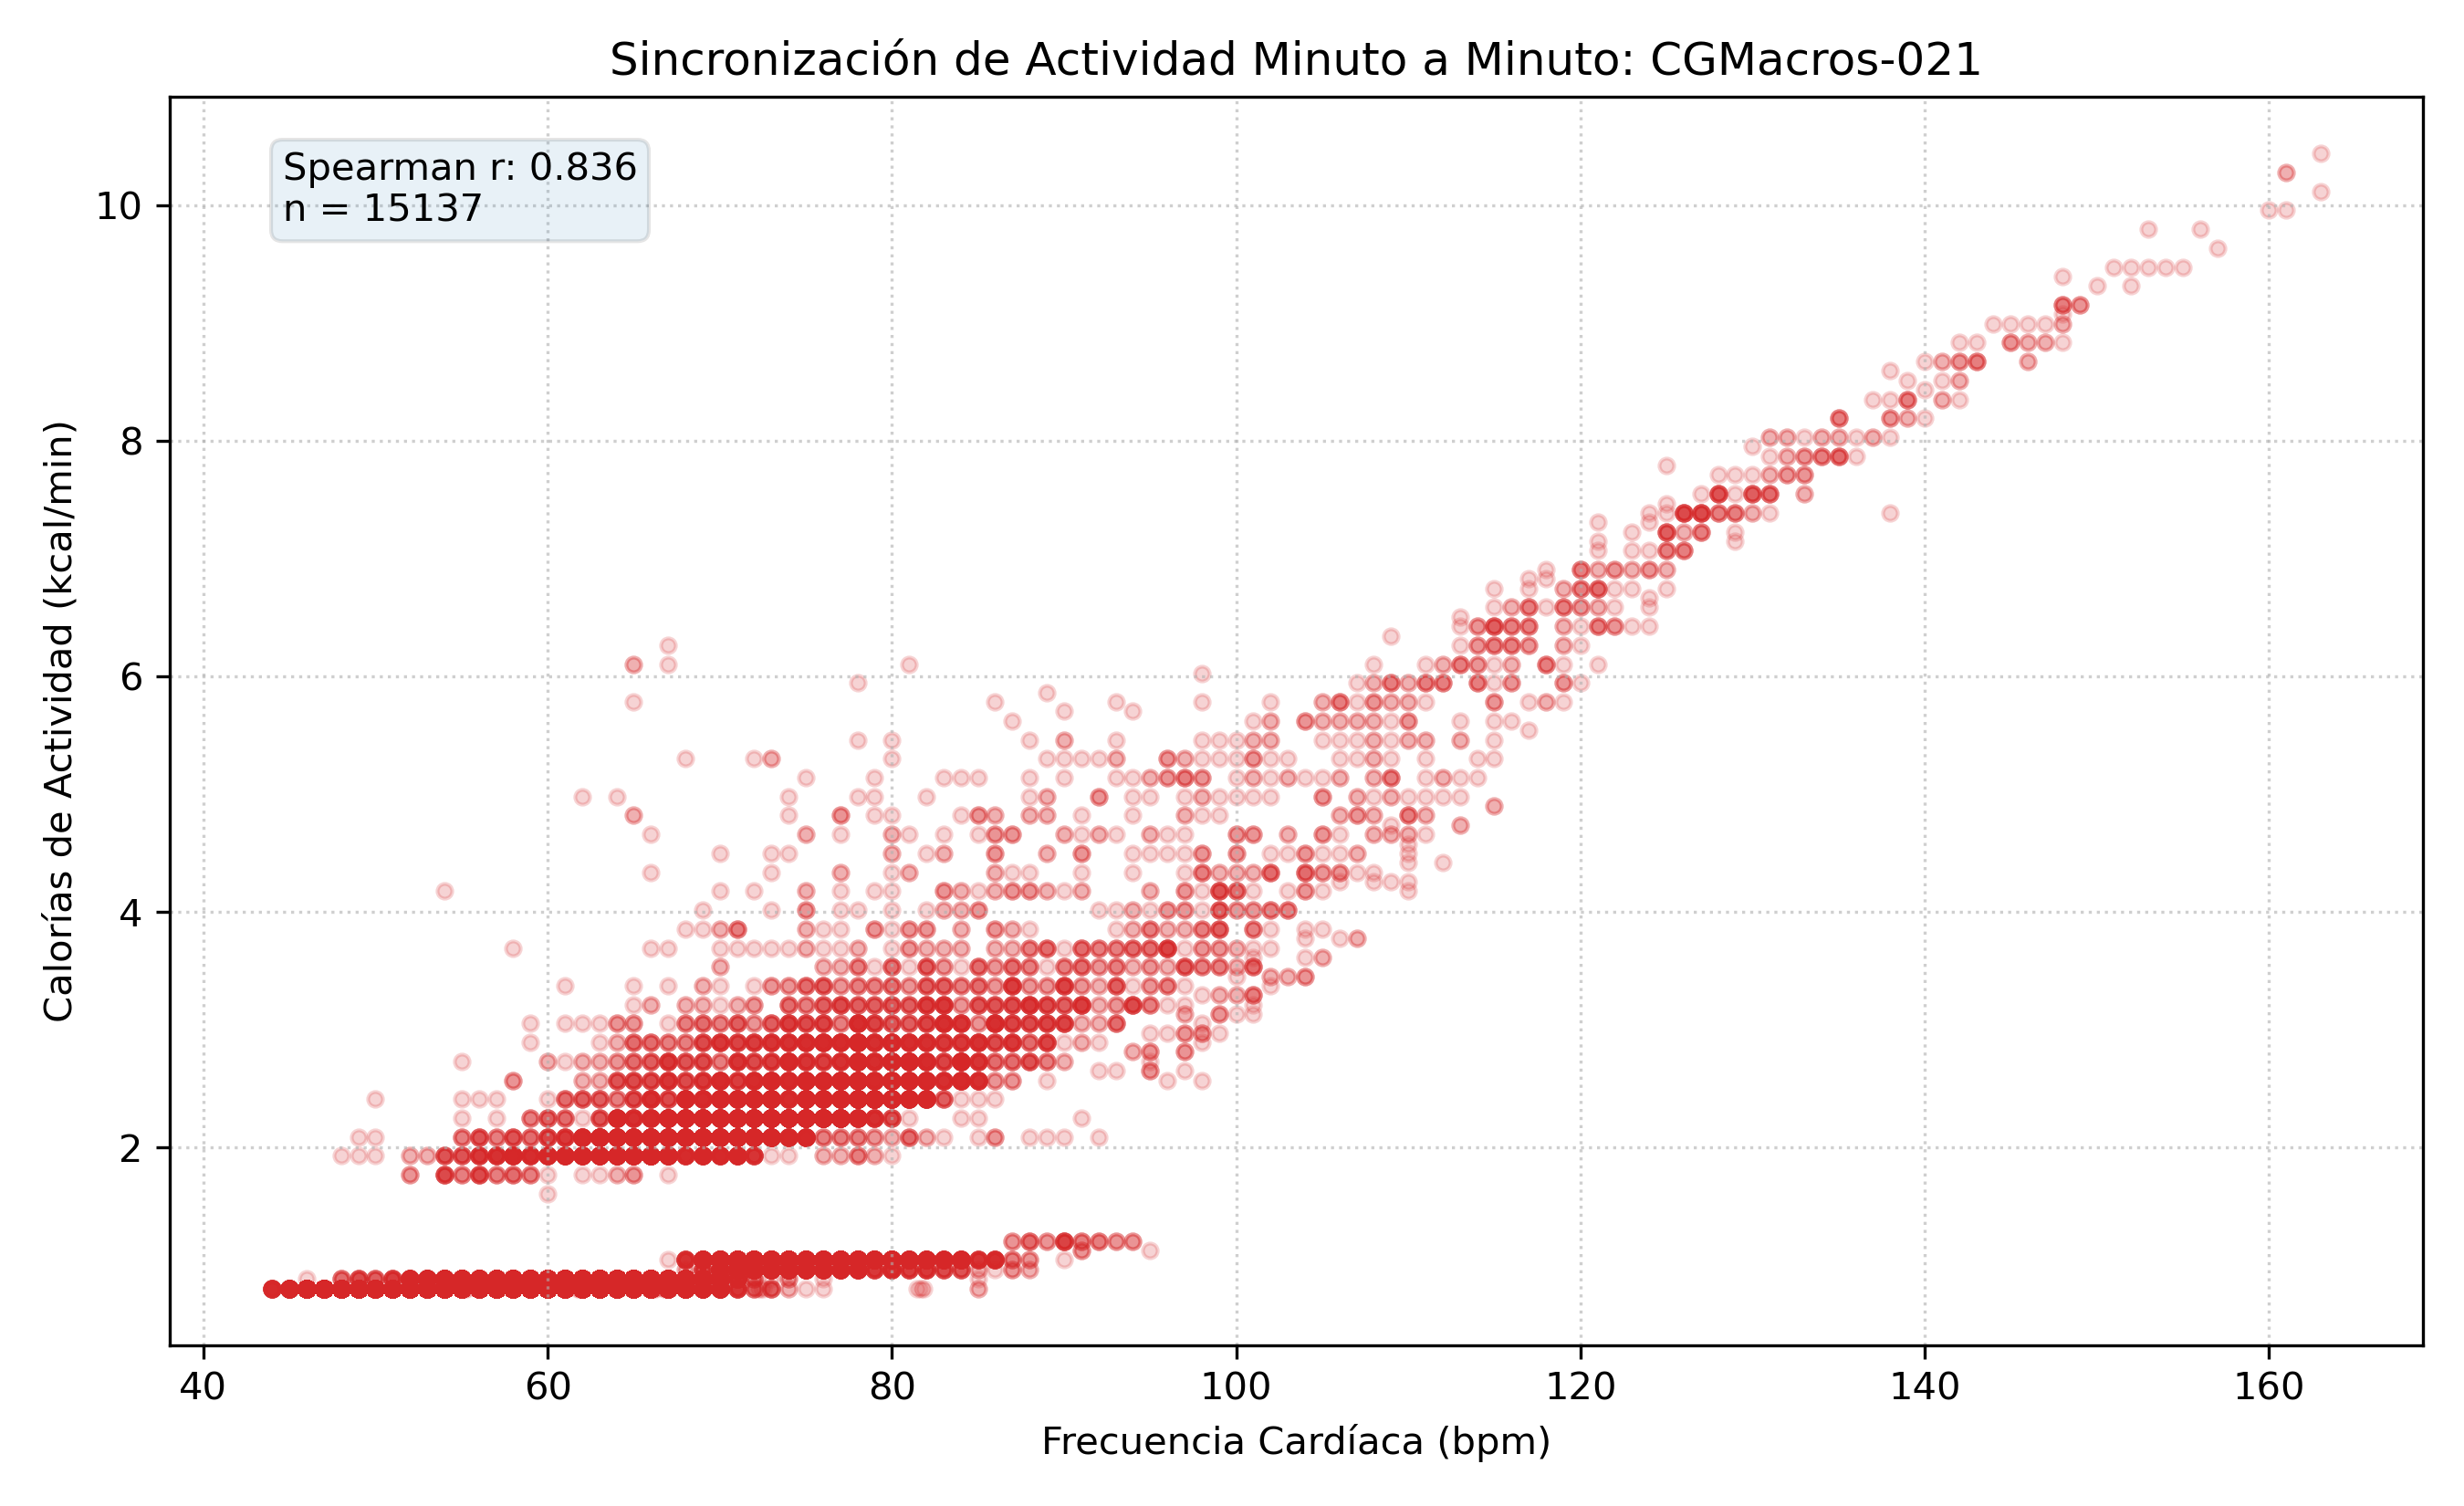 Sincronización de Actividad Minuto a Minuto: CGMacros-021
Spearman r: 0.836
n = 15137
Calorías de Actividad (kcal/min)
10
8
6
4
2
40 60 80 100 120 140 160
Frecuencia Cardíaca (bpm)